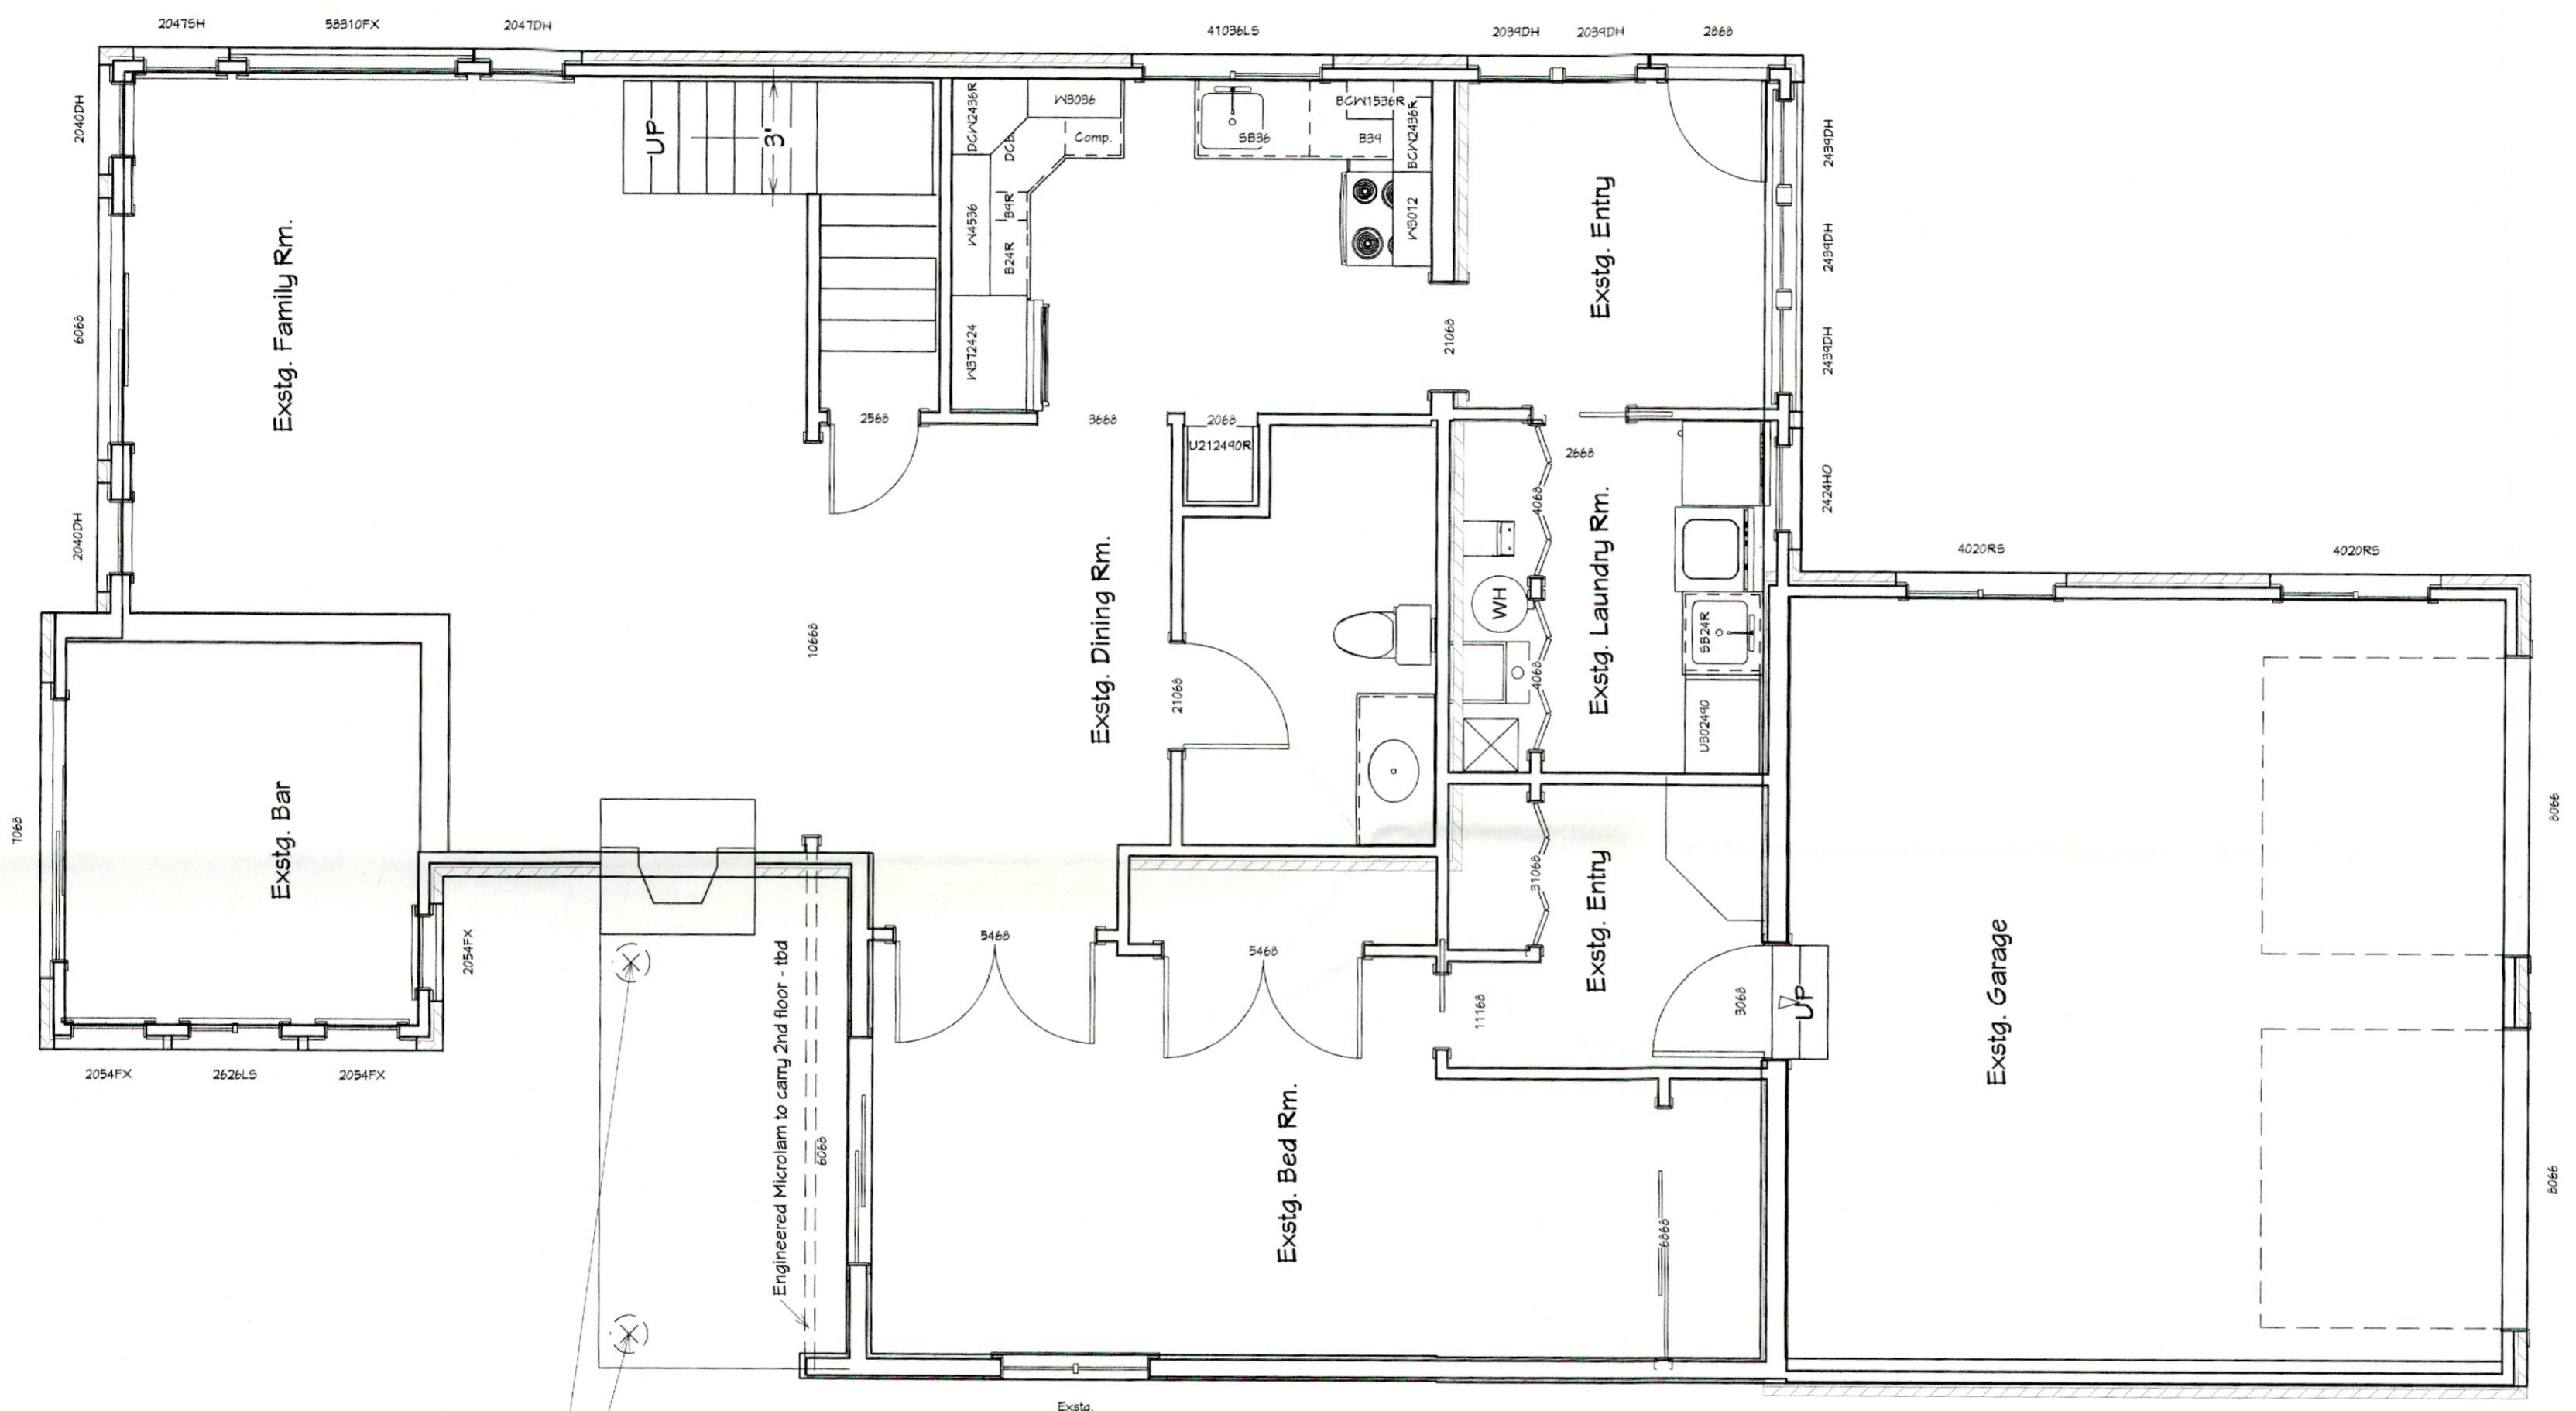 2047SH
58310FX
2047DH
41036LS
2039DH
2039DH
2868
2040DH
6068
2040DH
Exstg. Family Rm.
UP
3'
DCW2436R
W3036
DCB
Comp.
W4536
B9R
B24R
W3T2424
SB36
BCW1536R
B39
BCW2436R
W3012
21068
Exstg. Entry
2439DH
2439DH
2439DH
2568
3668
2068
U212490R
2668
4068
4068
WH
Exstg. Laundry Rm.
SB24R
U302490
2424HO
4020RS
4020RS
10668
Exstg. Dining Rm.
21068
7068
Exstg. Bar
2054FX
2054FX
2626LS
2054FX
Engineered Microlam to carry 2nd floor - tbd
6068
5468
5468
31068
Exstg. Entry
11168
3068
UP
Exstg. Garage
8066
8066
Exstg. Bed Rm.
6868
Exstg.